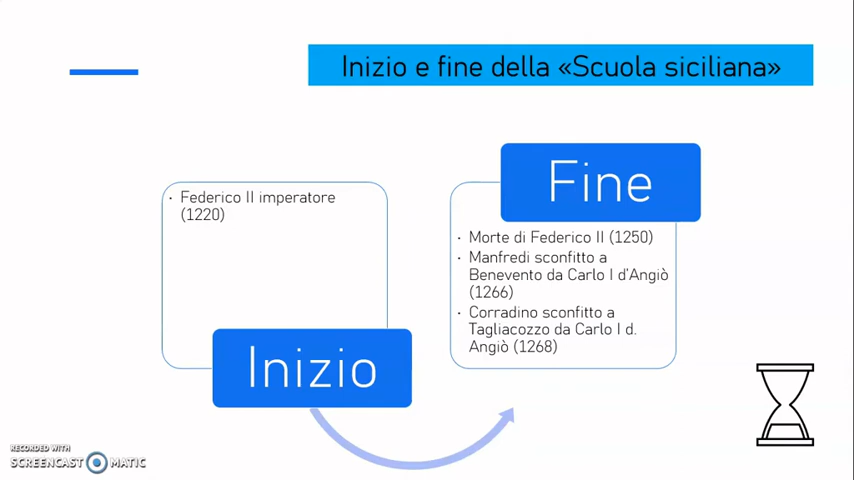 Inizio e fine della «Scuola siciliana»
· Federico II imperatore
(1220)
Inizio
Fine
· Morte di Federico II (1250)
· Manfredi sconfitto a
Benevento da Carlo I d'Angiò
(1266)
· Corradino sconfitto a
Tagliacozzo da Carlo I d.
Angiò (1268)
RECORDED WITH
SCREENCAST MATIC